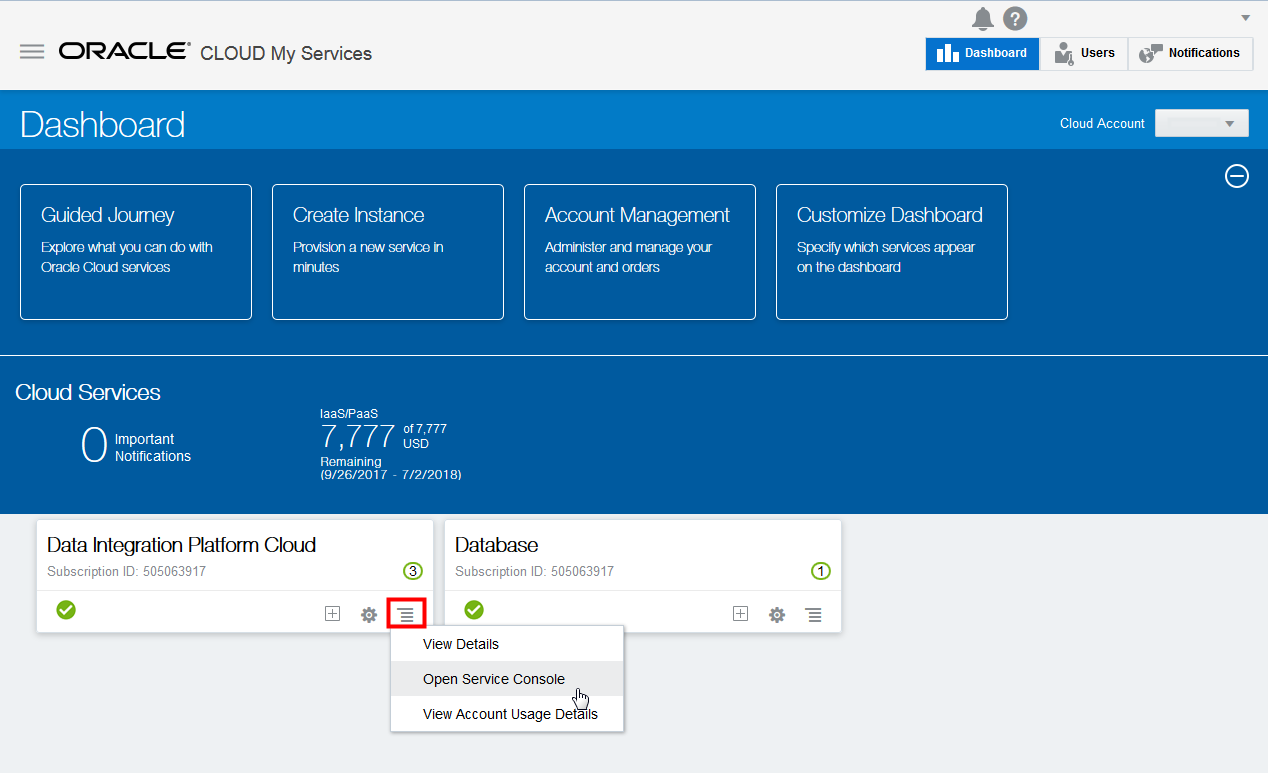 ?
ORACLE® CLOUD My Services
Dashboard
Users
Notifications
Dashboard
Cloud Account
Guided Journey
Explore what you can do with
Oracle Cloud services
Create Instance
Provision a new service in
minutes
Account Management
Administer and manage your
account and orders
Customize Dashboard
Specify which services appear
on the dashboard
Cloud Services
0
Important
Notifications
IaaS/PaaS
7,777
of 7,777
USD
Remaining
(9/26/2017 - 7/2/2018)
Data Integration Platform Cloud
Subscription ID: 505063917
3
Database
Subscription ID: 505063917
1
View Details
Open Service Console
View Account Usage Details